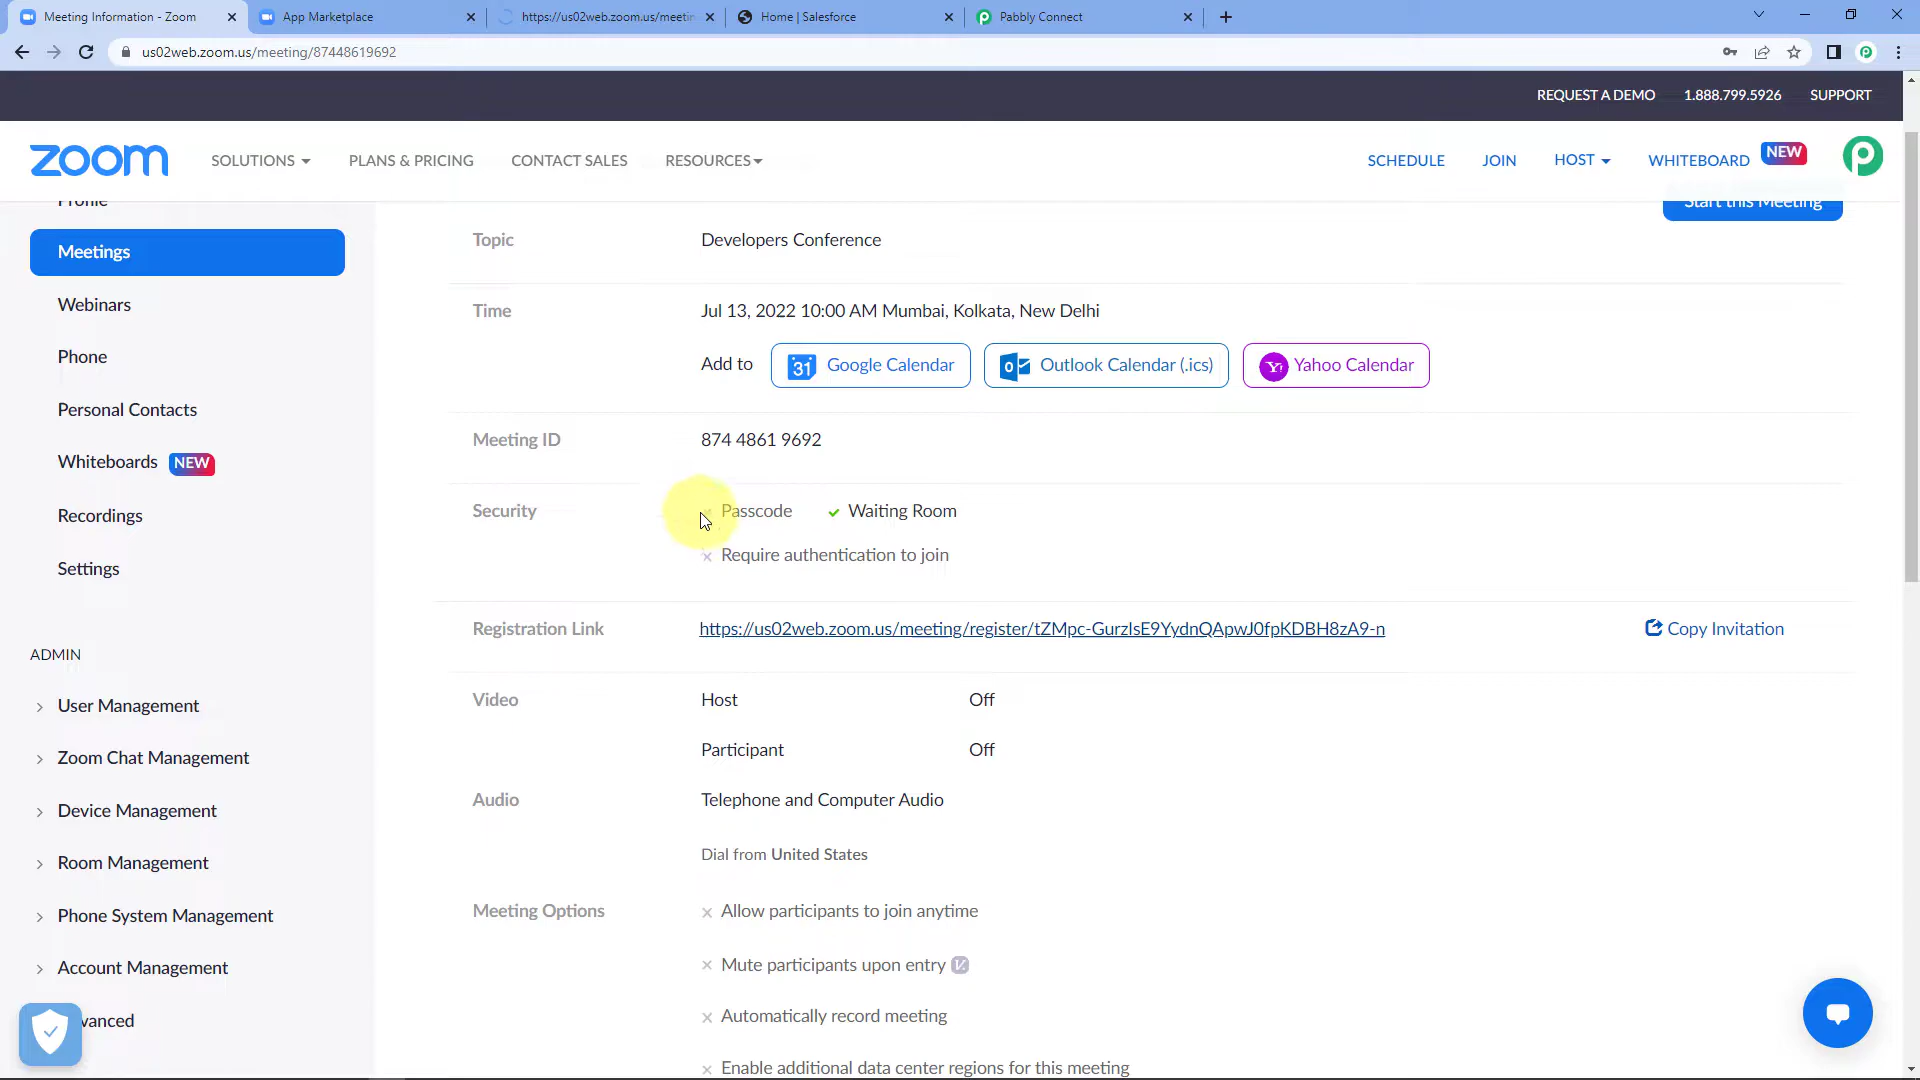 Meeting Information - Zoom
App Marketplace
https://us02web.zoom.us/meetin
Home | Salesforce
Pabbly Connect
us02web.zoom.us/meeting/87448619692
REQUEST A DEMO
1.888.799.5926
SUPPORT
zoom
SOLUTIONS
PLANS & PRICING
CONTACT SALES
RESOURCES
SCHEDULE
JOIN
HOST
WHITEBOARD
NEW
Profile
Start this Meeting
Meetings
Topic
Developers Conference
Webinars
Time
Jul 13, 2022 10:00 AM Mumbai, Kolkata, New Delhi
Phone
Add to
31
Google Calendar
Outlook Calendar (.ics)
Yahoo Calendar
Personal Contacts
Meeting ID
874 4861 9692
Whiteboards
NEW
Recordings
Security
Passcode
Waiting Room
Require authentication to join
Settings
Registration Link
https://us02web.zoom.us/meeting/register/tZMpc-GurzIsE9YydnQApwJ0fpKDBH8zA9-n
Copy Invitation
ADMIN
User Management
Video
Host
Off
Participant
Off
Zoom Chat Management
Audio
Telephone and Computer Audio
Device Management
Dial from United States
Room Management
Phone System Management
Meeting Options
Allow participants to join anytime
Mute participants upon entry
Account Management
Automatically record meeting
vanced
Enable additional data center regions for this meeting